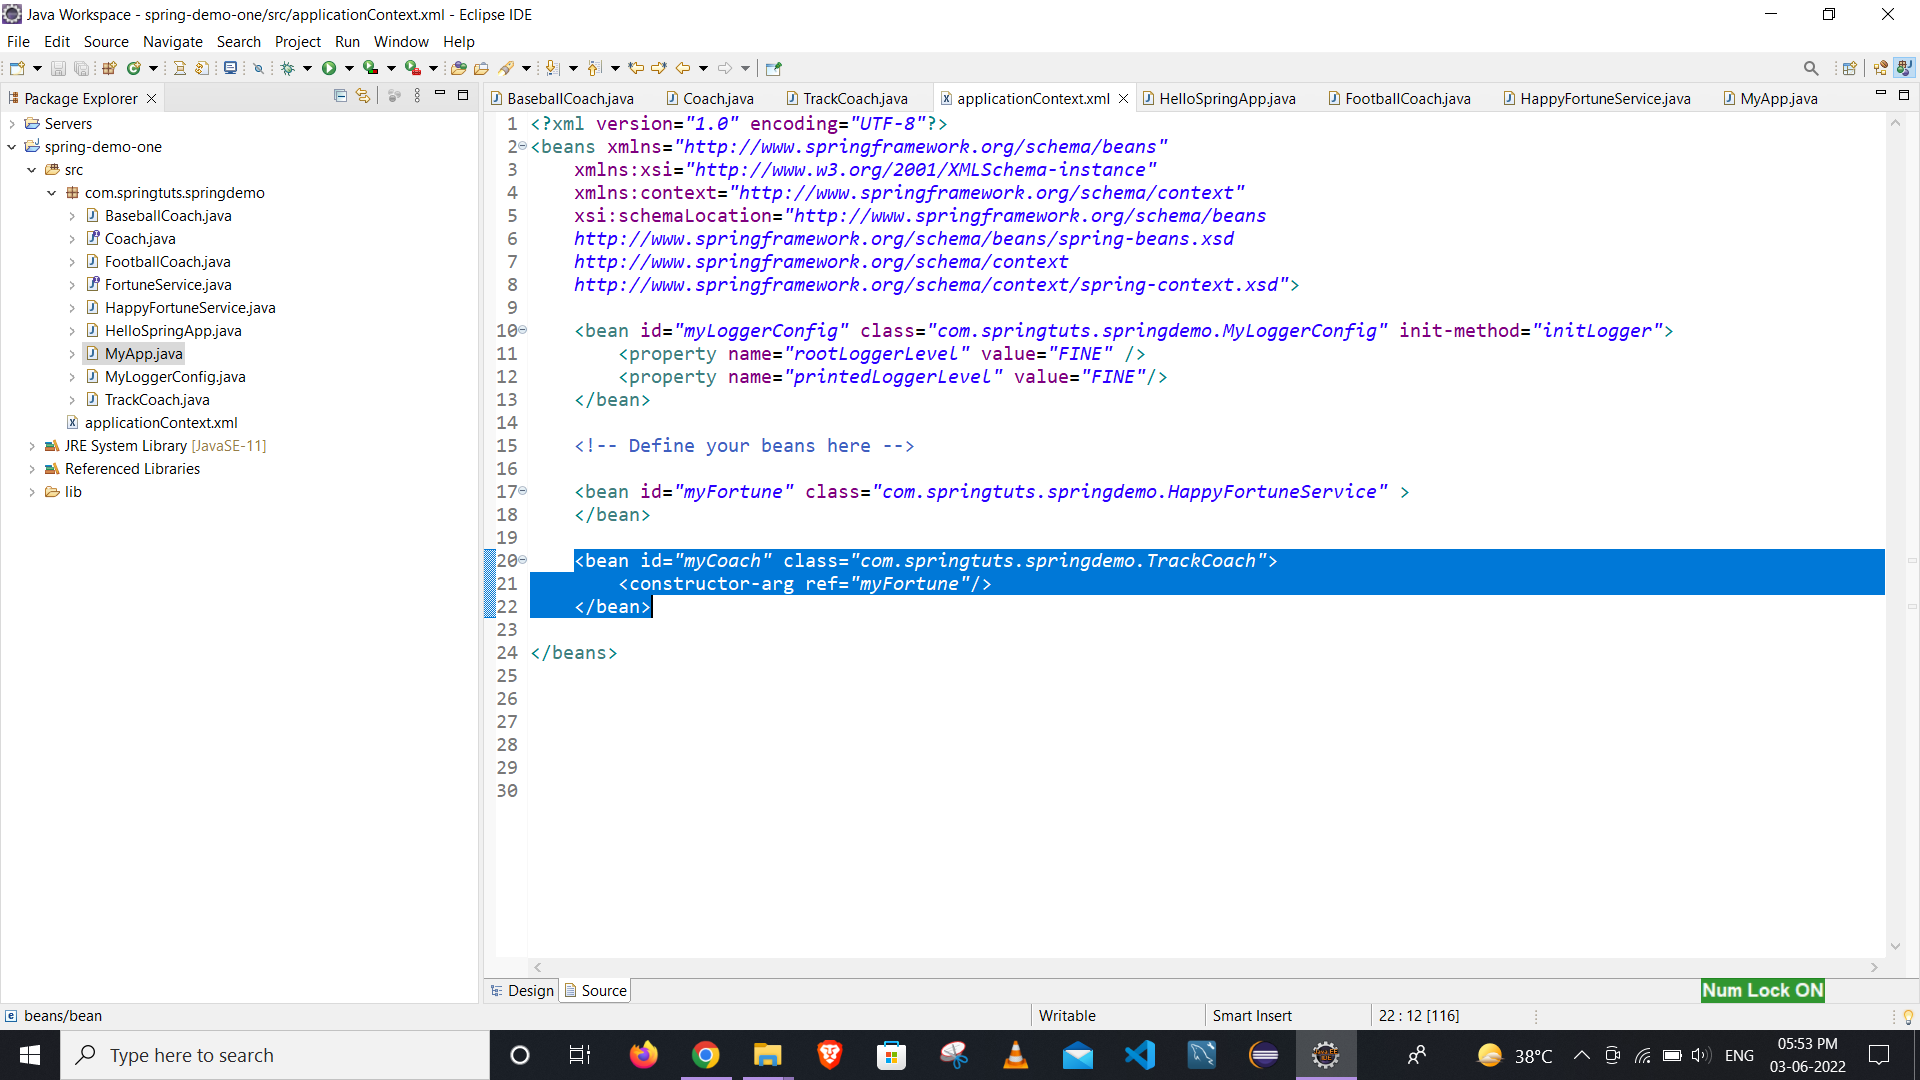 Java Workspace - spring-demo-one/src/applicationContext.xml - Eclipse IDE
File Edit Source Navigate Search Project Run Window Help
Package Explorer
Servers
spring-demo-one
src
com.springtuts.springdemo
BaseballCoach.java
Coach.java
FootballCoach.java
FortuneService.java
HappyFortuneService.java
HelloSpringApp.java
MyApp.java
MyLoggerConfig.java
TrackCoach.java
applicationContext.xml
JRE System Library [JavaSE-11]
Referenced Libraries
lib
BaseballCoach.java Coach.java TrackCoach.java applicationContext.xml HelloSpringApp.java FootballCoach.java HappyFortuneService.java MyApp.java
1 <?xml version="1.0" encoding="UTF-8"?>
2 <beans xmlns="http://www.springframework.org/schema/beans"
3 xmlns:xsi="http://www.w3.org/2001/XMLSchema-instance"
4 xmlns:context="http://www.springframework.org/schema/context"
5 xsi:schemaLocation="http://www.springframework.org/schema/beans
6 http://www.springframework.org/schema/beans/spring-beans.xsd
7 http://www.springframework.org/schema/context
8 http://www.springframework.org/schema/context/spring-context.xsd">
9
10 <bean id="myLoggerConfig" class="com.springtuts.springdemo.MyLoggerConfig" init-method="initLogger">
11 <property name="rootLoggerLevel" value="FINE" />
12 <property name="printedLoggerLevel" value="FINE"/>
13 </bean>
14
15 <!-- Define your beans here -->
16
17 <bean id="myFortune" class="com.springtuts.springdemo.HappyFortuneService" >
18 </bean>
19
20 <bean id="myCoach" class="com.springtuts.springdemo.TrackCoach">
21 <constructor-arg ref="myFortune"/>
22 </bean>
23
24 </beans>
25
26
27
28
29
30
Design Source
Num Lock ON
beans/bean
Writable
Smart Insert
22 : 12 [116]
Type here to search
38°C
ENG
05:53 PM
03-06-2022